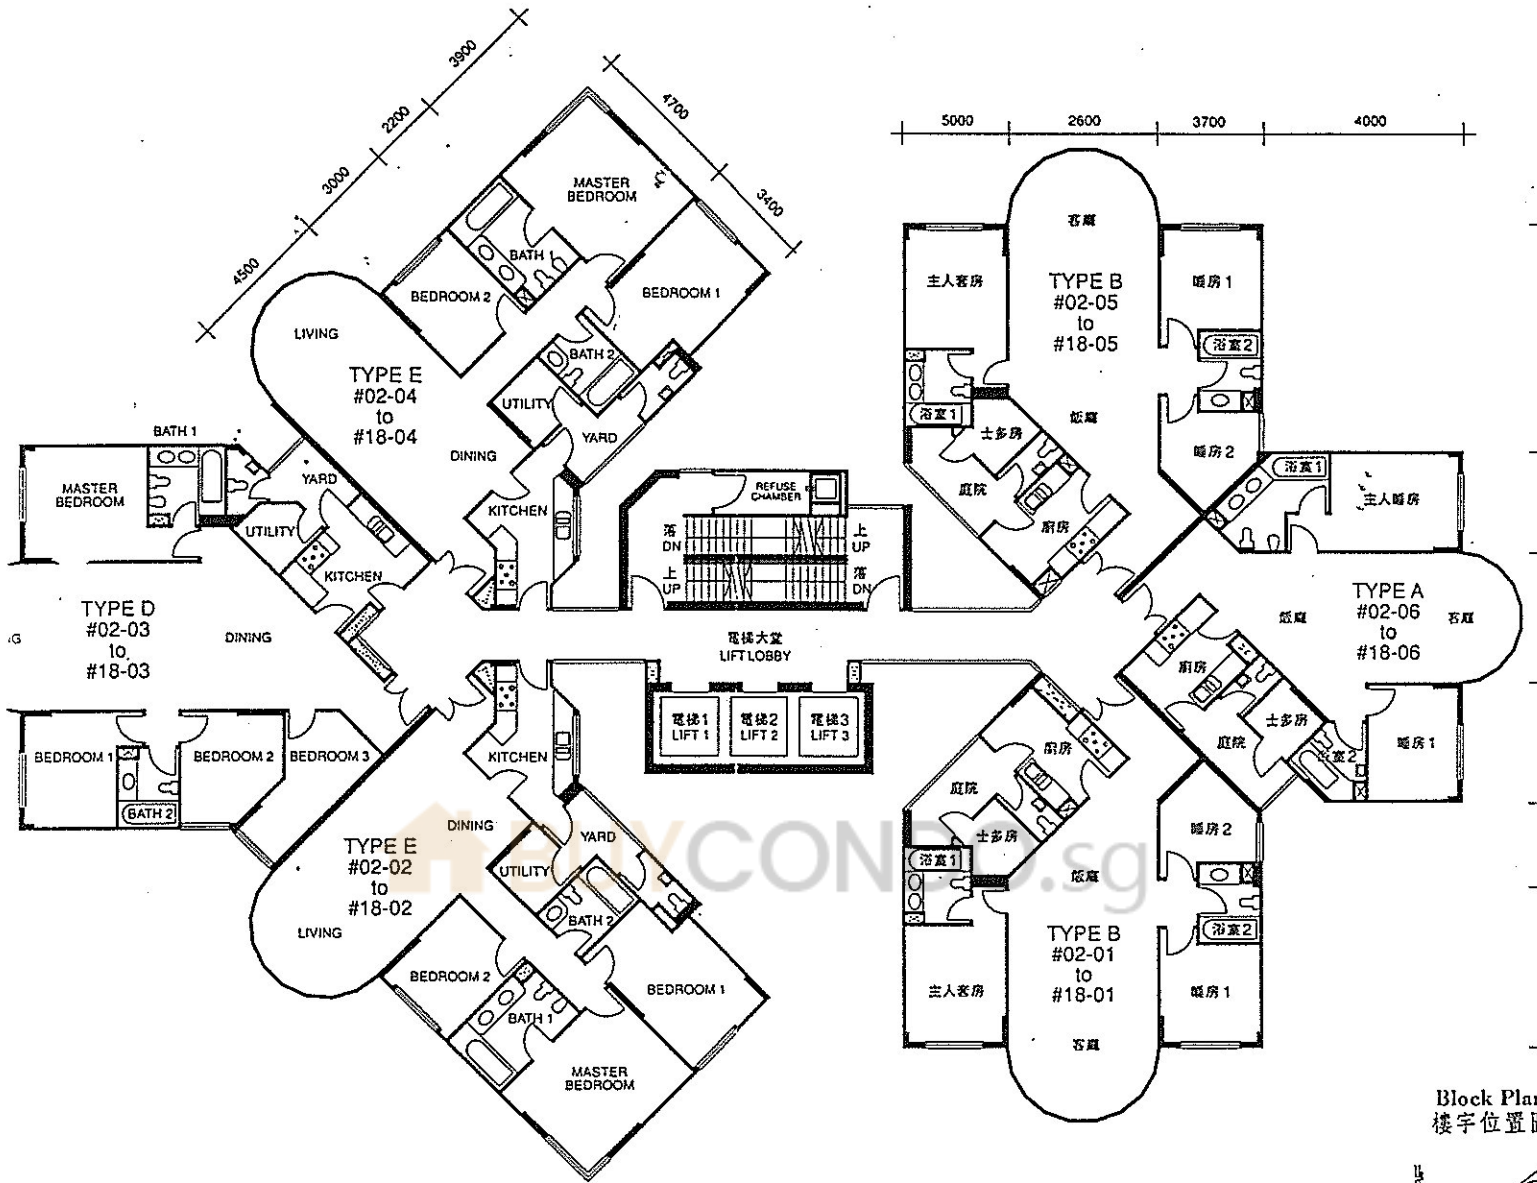 3900
2200
3000
4500
4700
3400
MASTER
BEDROOM
BATH 1
BEDROOM 2
BEDROOM 1
BATH 2
LIVING
TYPE E
#02-04
to
#18-04
UTILITY
YARD
DINING
KITCHEN
BATH 1
MASTER
BEDROOM
YARD
UTILITY
KITCHEN
TYPE D
#02-03
to
#18-03
DINING
BEDROOM 1
BATH 2
BEDROOM 2
BEDROOM 3
KITCHEN
DINING
YARD
UTILITY
TYPE E
#02-02
to
#18-02
BATH 2
LIVING
BEDROOM 2
BATH 1
BEDROOM 1
MASTER
BEDROOM
REFUSE
CHAMBER
落
DN
上
UP
上
UP
落
DN
電梯大堂
LIFT LOBBY
電梯1
LIFT 1
電梯2
LIFT 2
電梯3
LIFT 3
5000
2600
3700
4000
客廳
主人套房
TYPE B
#02-05
to
#18-05
睡房1
浴室2
浴室1
士多房
飯廳
睡房2
庭院
廚房
浴室1
主人睡房
TYPE A
#02-06
to
#18-06
飯廳
客廳
廚房
士多房
庭院
浴室2
睡房1
廚房
庭院
士多房
浴室1
飯廳
睡房2
浴室2
TYPE B
#02-01
to
#18-01
主人套房
睡房1
客廳
BUYCONDO.sg
Block Plan
樓宇位置